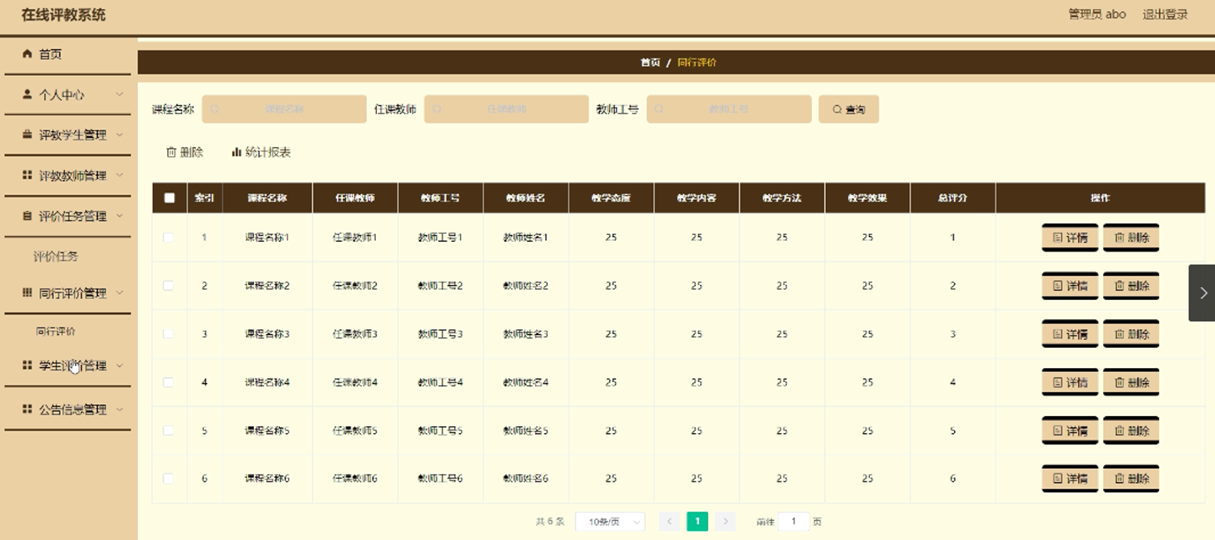 在线评教系统
管理员 abo 退出登录
首页
个人中心
评教学生管理
评教教师管理
评价任务管理
评价任务
同行评价管理
同行评价
学生评价管理
公告信息管理
首页 / 同行评价
课程名称 课程名称 任课教师 任课教师 教师工号 教师工号 查询
删除 统计报表
索引 课程名称 任课教师 教师工号 教师姓名 教学态度 教学内容 教学方法 教学效果 总评分 操作
1 课程名称1 任课教师1 教师工号1 教师姓名1 25 25 25 25 1 详情 删除
2 课程名称2 任课教师2 教师工号2 教师姓名2 25 25 25 25 2 详情 删除
3 课程名称3 任课教师3 教师工号3 教师姓名3 25 25 25 25 3 详情 删除
4 课程名称4 任课教师4 教师工号4 教师姓名4 25 25 25 25 4 详情 删除
5 课程名称5 任课教师5 教师工号5 教师姓名5 25 25 25 25 5 详情 删除
6 课程名称6 任课教师6 教师工号6 教师姓名6 25 25 25 25 6 详情 删除
共 6 条 10条/页 1 前往 1 页